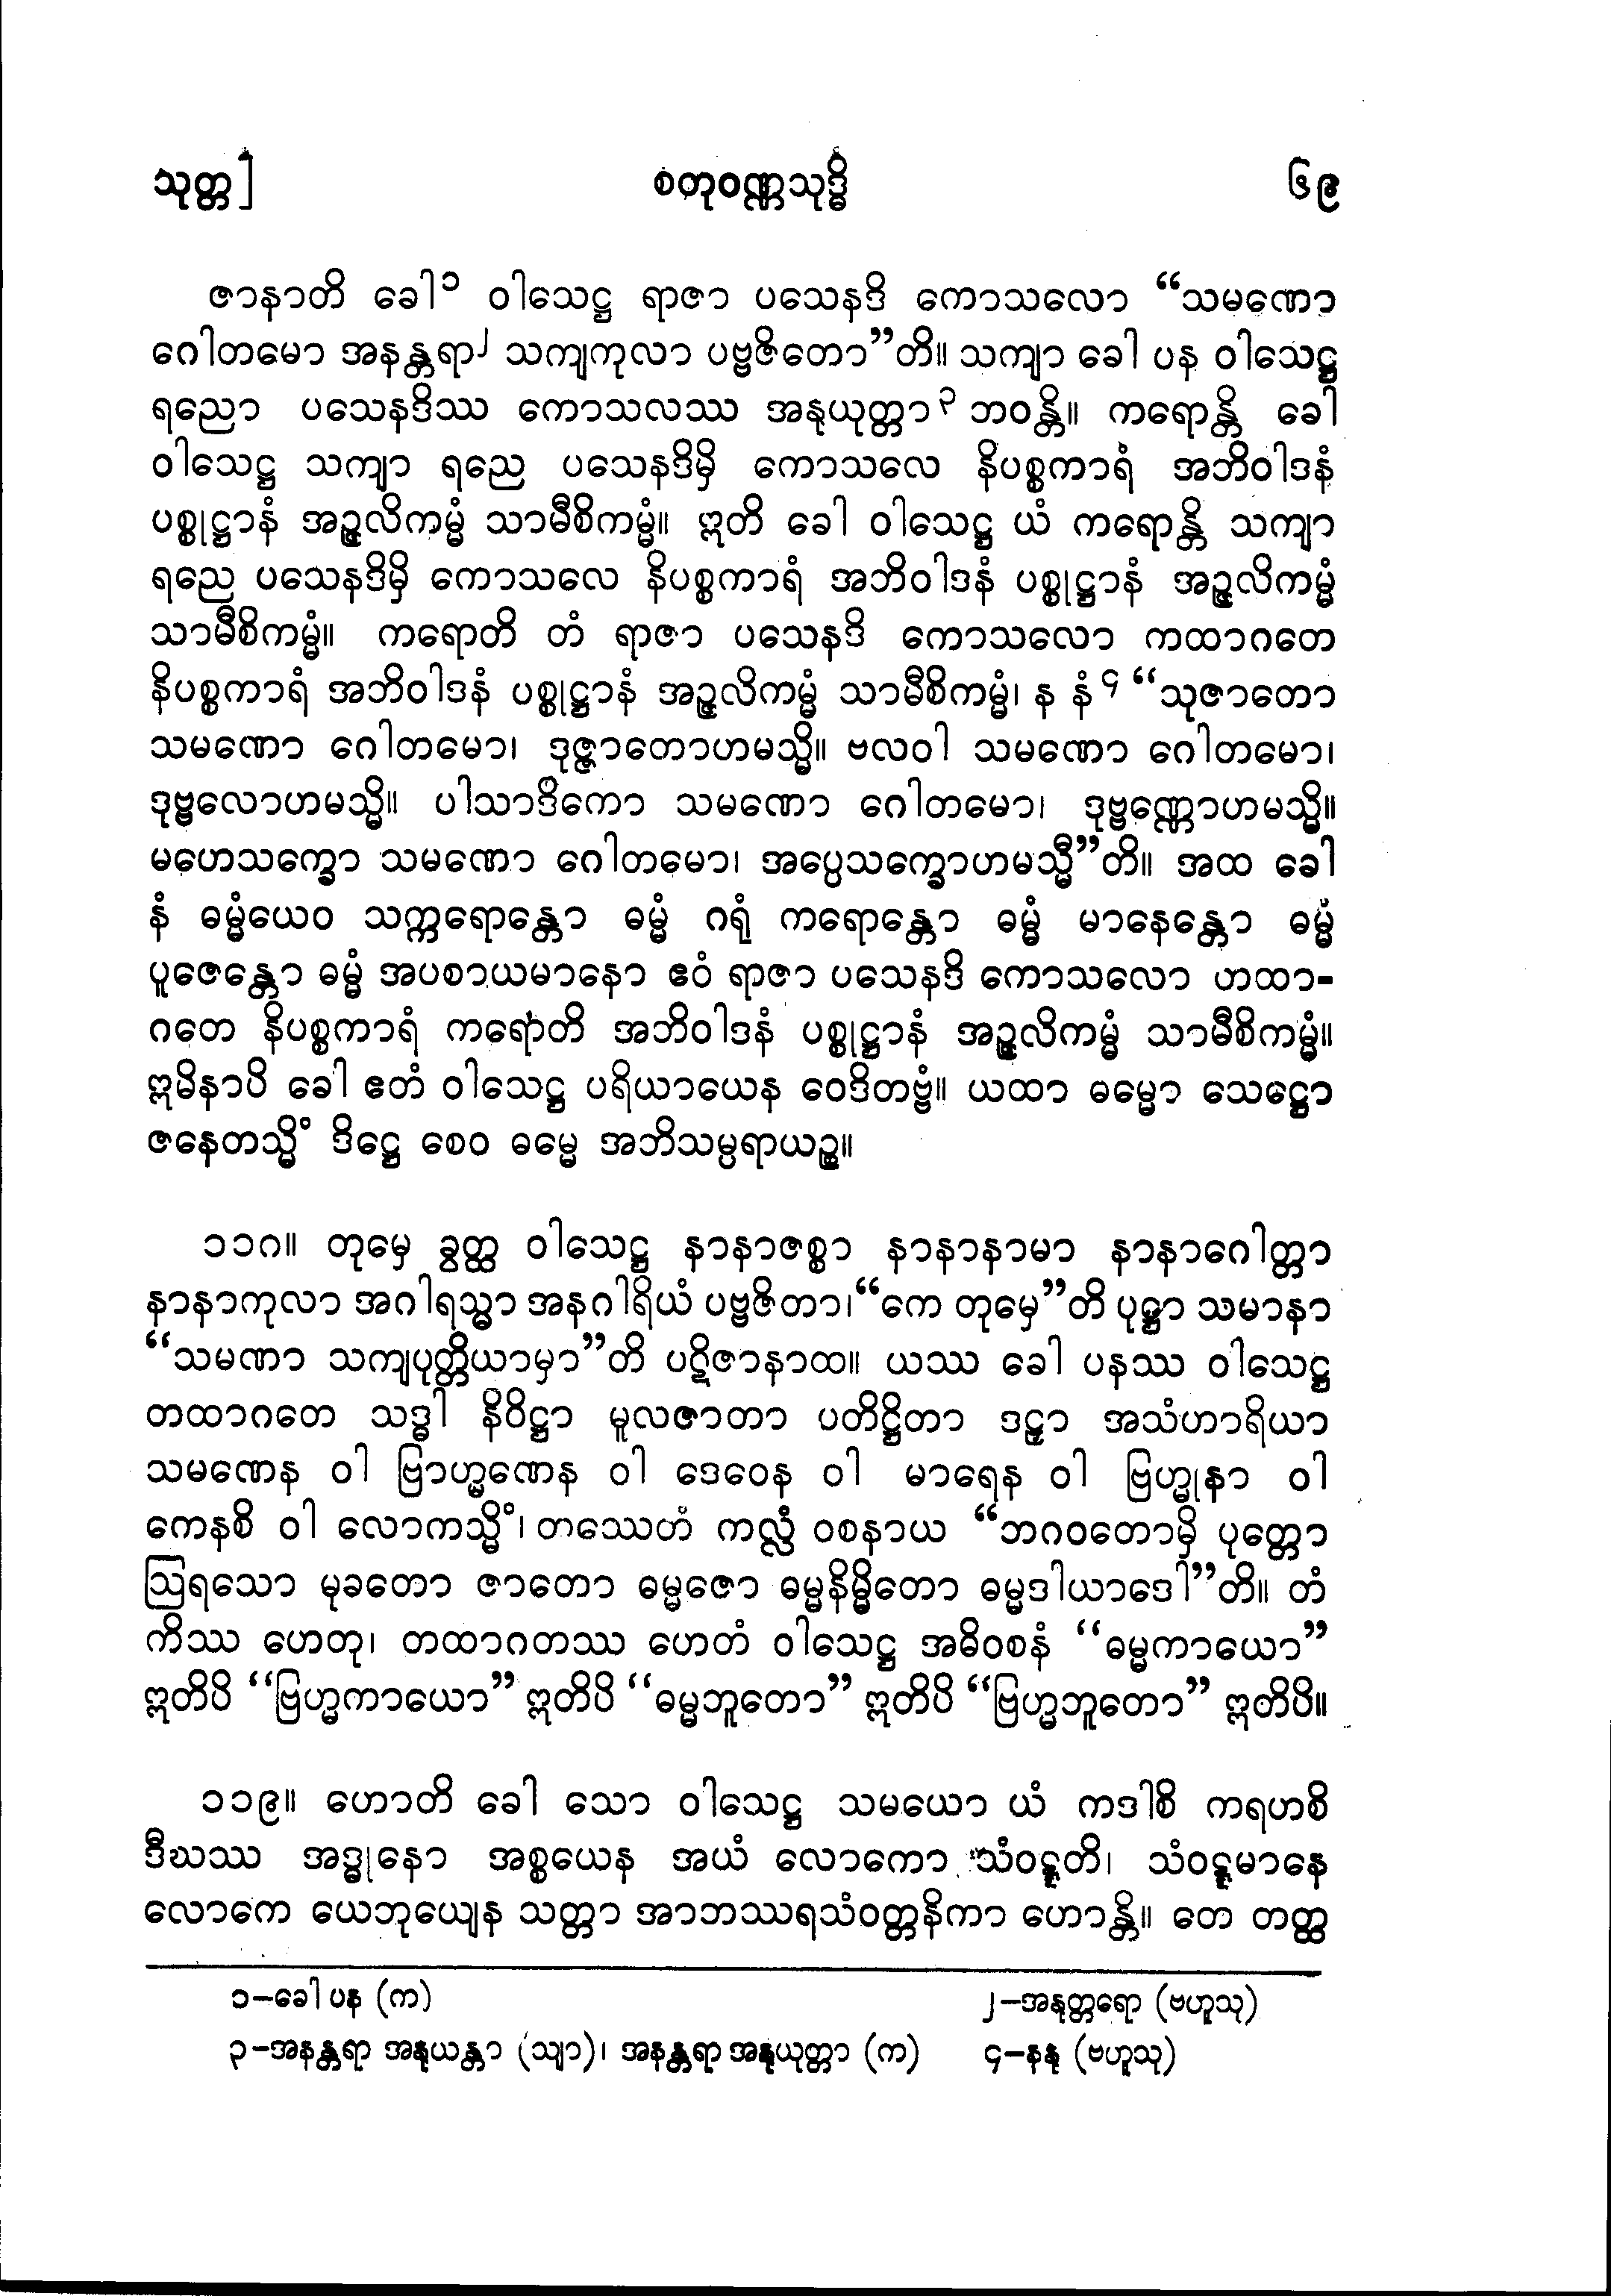 သုတ္တ] စတုဝဏ္ဏသုဒ္ဓိ ၆၉
ဇာနာတိ ခေါ၁ ဝါသေဋ္ဌ ရာဇာ ပသေနဒိ ကောသလော “သမဏော
ဂေါတမော အနန္တရာ၂ သကျကုလာ ပဗ္ဗဇိတော”တိ။ သကျာ ခေါ ပန ဝါသေဋ္ဌ
ရညော ပသေနဒိဿ ကောသလဿ အနုယုတ္တာ၃ ဘဝန္တိ။ ကရောန္တိ ခေါ
ဝါသေဋ္ဌ သကျာ ရညေ ပသေနဒိမှိ ကောသလေ နိပစ္စကာရံ အဘိဝါဒနံ
ပစ္စုဋ္ဌာနံ အဉ္ဇလိကမ္မံ သာမီစိကမ္မံ။ ဣတိ ခေါ ဝါသေဋ္ဌ ယံ ကရောန္တိ သကျာ
ရညေ ပသေနဒိမှိ ကောသလေ နိပစ္စကာရံ အဘိဝါဒနံ ပစ္စုဋ္ဌာနံ အဉ္ဇလိကမ္မံ
သာမီစိကမ္မံ။ ကရောတိ တံ ရာဇာ ပသေနဒိ ကောသလော ကထာဂတေ
နိပစ္စကာရံ အဘိဝါဒနံ ပစ္စုဋ္ဌာနံ အဉ္ဇလိကမ္မံ သာမီစိကမ္မံ၊ န နံ၄ “သုဇာတော
သမဏော ဂေါတမော၊ ဒုဇ္ဇာတောဟမသ္မိ။ ဗလဝါ သမဏော ဂေါတမော၊
ဒုဗ္ဗလောဟမသ္မိ။ ပါသာဒိကော သမဏော ဂေါတမော၊ ဒုဗ္ဗဏ္ဏောဟမသ္မိ။
မဟေသက္ခော သမဏော ဂေါတမော၊ အပ္ပေသက္ခောဟမသ္မီ”တိ။ အထ ခေါ
နံ ဓမ္မံယေဝ သက္ကရောန္တော ဓမ္မံ ဂရုံ ကရောန္တော ဓမ္မံ မာနေန္တော ဓမ္မံ
ပူဇေန္တော ဓမ္မံ အပစာယမာနော ဧဝံ ရာဇာ ပသေနဒိ ကောသလော ဟထာ-
ဂတေ နိပစ္စကာရံ ကရောတိ အဘိဝါဒနံ ပစ္စုဋ္ဌာနံ အဉ္ဇလိကမ္မံ သာမီစိကမ္မံ။
ဣမိနာပိ ခေါ ဧတံ ဝါသေဋ္ဌ ပရိယာယေန ဝေဒိတဗ္ဗံ။ ယထာ ဓမ္မော သေဋ္ဌော
ဇနေတသ္မိံ ဒိဋ္ဌေ စေဝ ဓမ္မေ အဘိသမ္ပရာယဉ္စ။
၁၁ဂ။ တုမှေ ခွတ္ထ ဝါသေဋ္ဌ နာနာဇစ္စာ နာနာနာမာ နာနာဂေါတ္တာ
နာနာကုလာ အဂါရသ္မာ အနဂါရိယံ ပဗ္ဗဇိတာ၊ “ကေ တုမှေ”တိ ပုဋ္ဌာ သမာနာ
“သမဏာ သကျပုတ္တိယာမှာ”တိ ပဋိဇာနာထ။ ယဿ ခေါ ပနဿ ဝါသေဋ္ဌ
တထာဂတေ သဒ္ဓါ နိဝိဋ္ဌာ မူလဇာတာ ပတိဋ္ဌိတာ ဒဠှာ အသံဟာရိယာ
သမဏေန ဝါ ဗြာဟ္မဏေန ဝါ ဒေဝေန ဝါ မာရေန ဝါ ဗြဟ္မုနာ ဝါ
ကေနစိ ဝါ လောကသ္မိံ၊ တဿေတံ ကလ္လံ ဝစနာယ “ဘဂဝတောမှိ ပုတ္တော
ဩရသော မုခတော ဇာတော ဓမ္မဇော ဓမ္မနိမ္မိတော ဓမ္မဒါယာဒေါ”တိ။ တံ
ကိဿ ဟေတု၊ တထာဂတဿ ဟေတံ ဝါသေဋ္ဌ အဓိဝစနံ “ဓမ္မကာယော”
ဣတိပိ “ဗြဟ္မကာယော” ဣတိပိ “ဓမ္မဘူတော” ဣတိပိ “ဗြဟ္မဘူတော” ဣတိပိ။
၁၁၉။ ဟောတိ ခေါ သော ဝါသေဋ္ဌ သမယော ယံ ကဒါစိ ကရဟစိ
ဒီဃဿ အဒ္ဓုနော အစ္စယေန အယံ လောကော သံဝဋ္ဋတိ၊ သံဝဋ္ဋမာနေ
လောကေ ယေဘုယျေန သတ္တာ အာဘဿရသံဝတ္တနိကာ ဟောန္တိ။ တေ တတ္ထ
၁-ခေါ ပန (က) ၂-အနုတ္တရော (ဗဟူသု)
၃-အနန္တရာ အနုယန္တာ (သျာ)၊ အနန္တရာ အနုယုတ္တာ (က) ၄-နနု (ဗဟူသု)